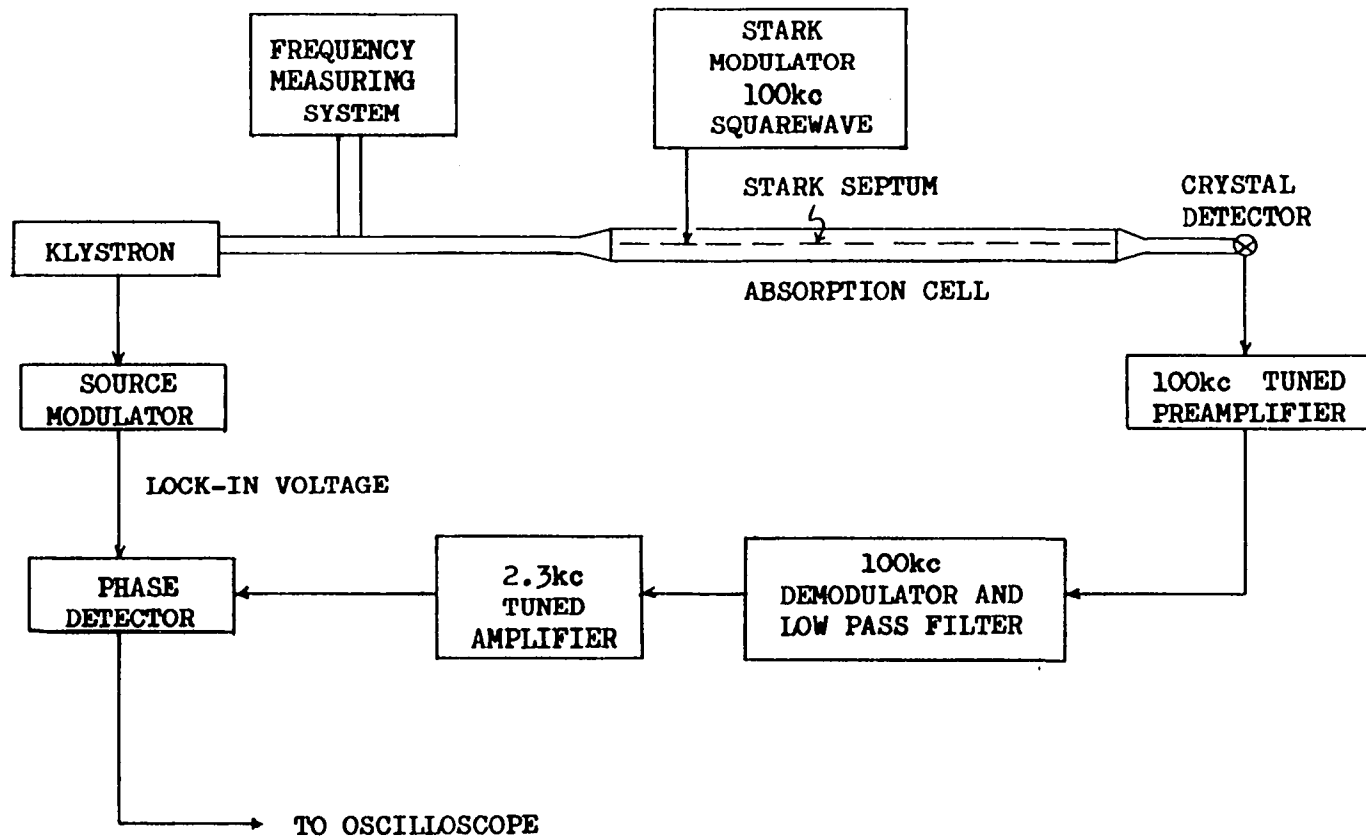 FREQUENCY
MEASURING
SYSTEM
STARK
MODULATOR
100kc
SQUAREWAVE
STARK SEPTUM
CRYSTAL
DETECTOR
KLYSTRON
ABSORPTION CELL
SOURCE
MODULATOR
100kc TUNED
PREAMPLIFIER
LOCK-IN VOLTAGE
PHASE
DETECTOR
2.3kc
TUNED
AMPLIFIER
100kc
DEMODULATOR AND
LOW PASS FILTER
TO OSCILLOSCOPE